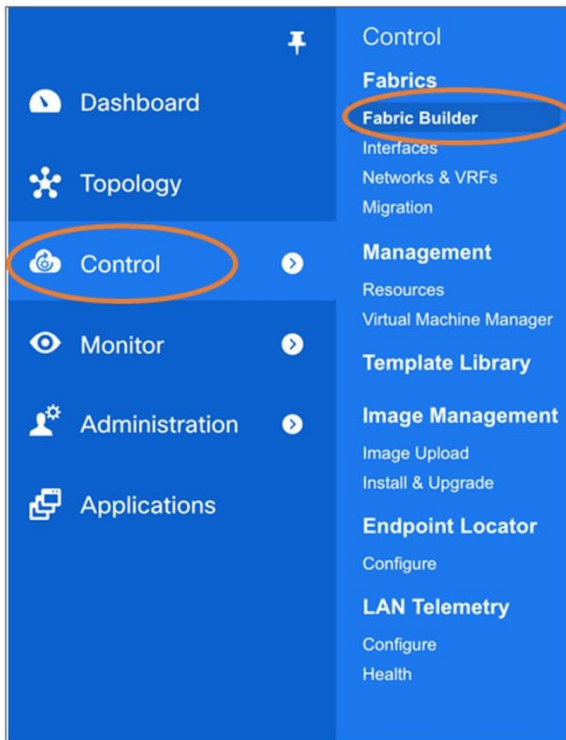 Dashboard
Topology
Control
Monitor
Administration
Applications
Control
Fabrics
Fabric Builder
Interfaces
Networks & VRFs
Migration
Management
Resources
Virtual Machine Manager
Template Library
Image Management
Image Upload
Install & Upgrade
Endpoint Locator
Configure
LAN Telemetry
Configure
Health